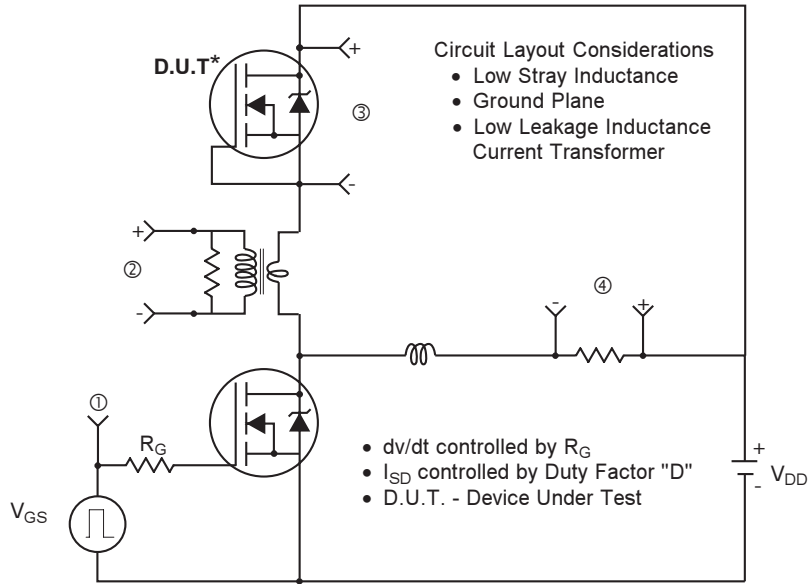 D.U.T*
+
③
-
Circuit Layout Considerations
• Low Stray Inductance
• Ground Plane
• Low Leakage Inductance
Current Transformer
+
②
-
④
- +
①
R_G
V_GS
• dv/dt controlled by R_G
• I_SD controlled by Duty Factor "D"
• D.U.T. - Device Under Test
+
V_DD
-